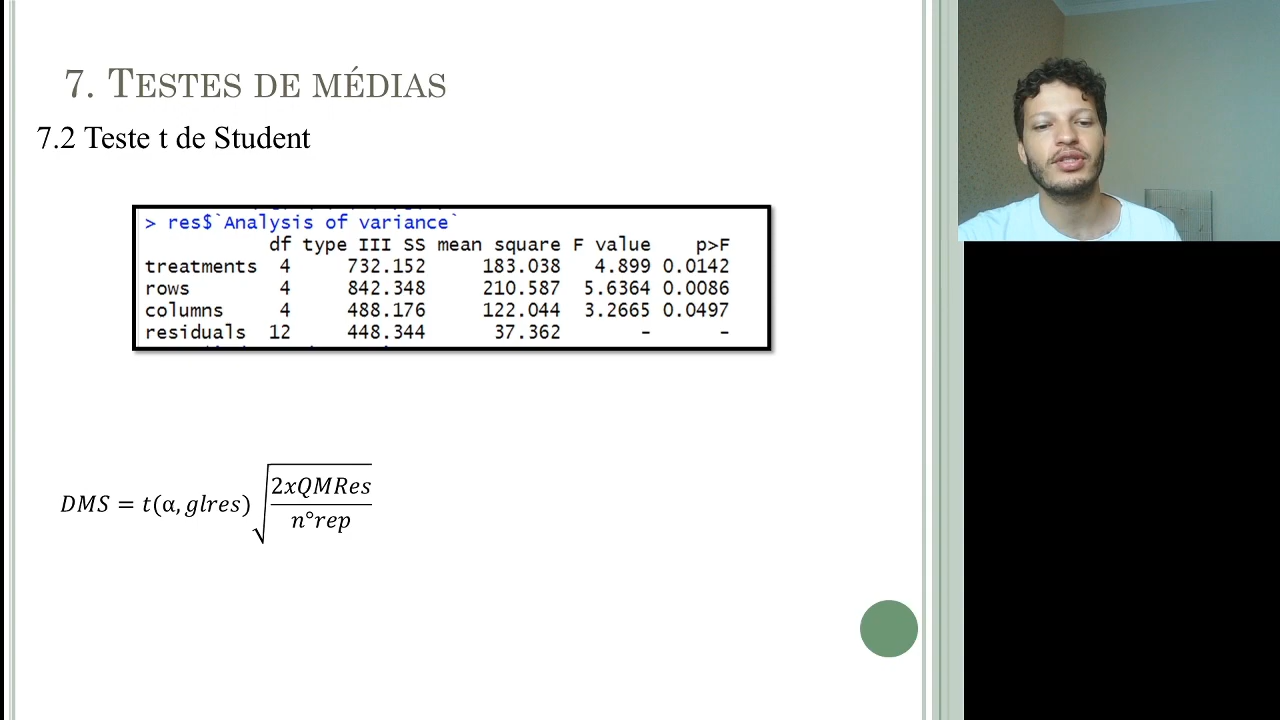 7. TESTES DE MÉDIAS
7.2 Teste t de Student
> res$`Analysis of variance`
df type III SS mean square F value p>F
treatments 4 732.152 183.038 4.899 0.0142
rows 4 842.348 210.587 5.6364 0.0086
columns 4 488.176 122.044 3.2665 0.0497
residuals 12 448.344 37.362 - -
DMS = t(α, glres) √(2xQMRes / n°rep)